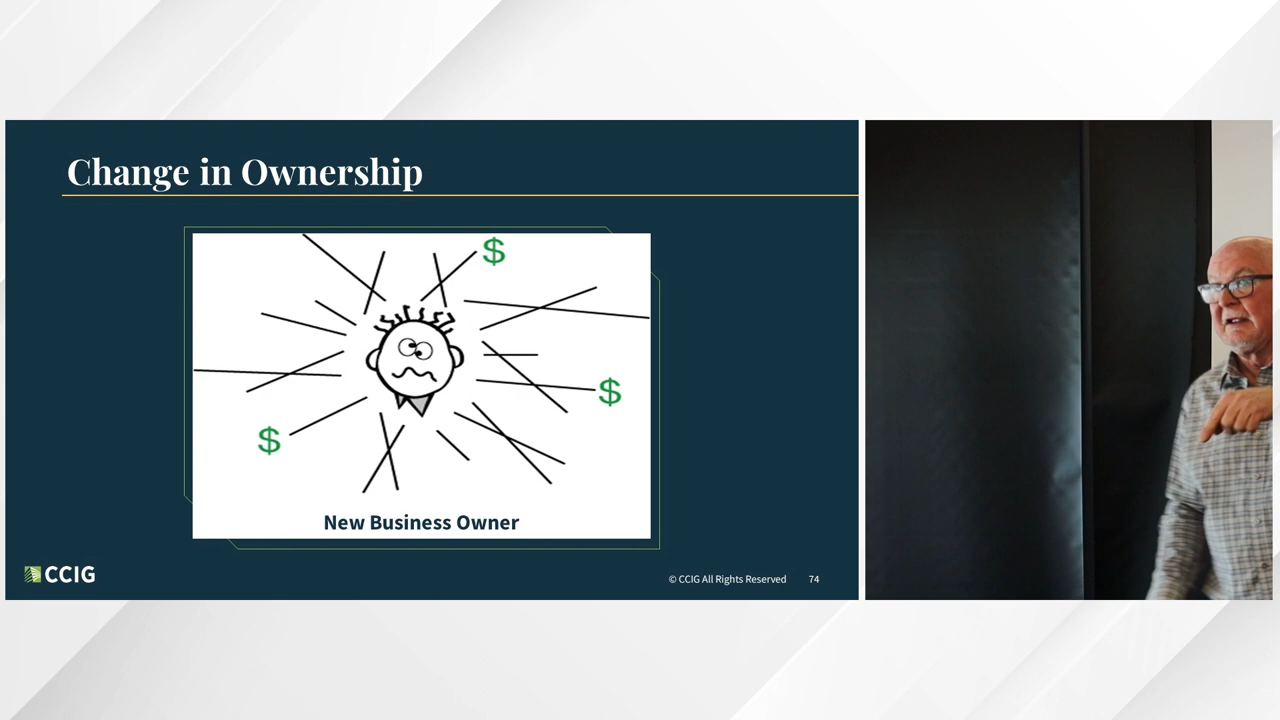 Change in Ownership
$
$
$
New Business Owner
CCIG
© CCIG All Rights Reserved 74